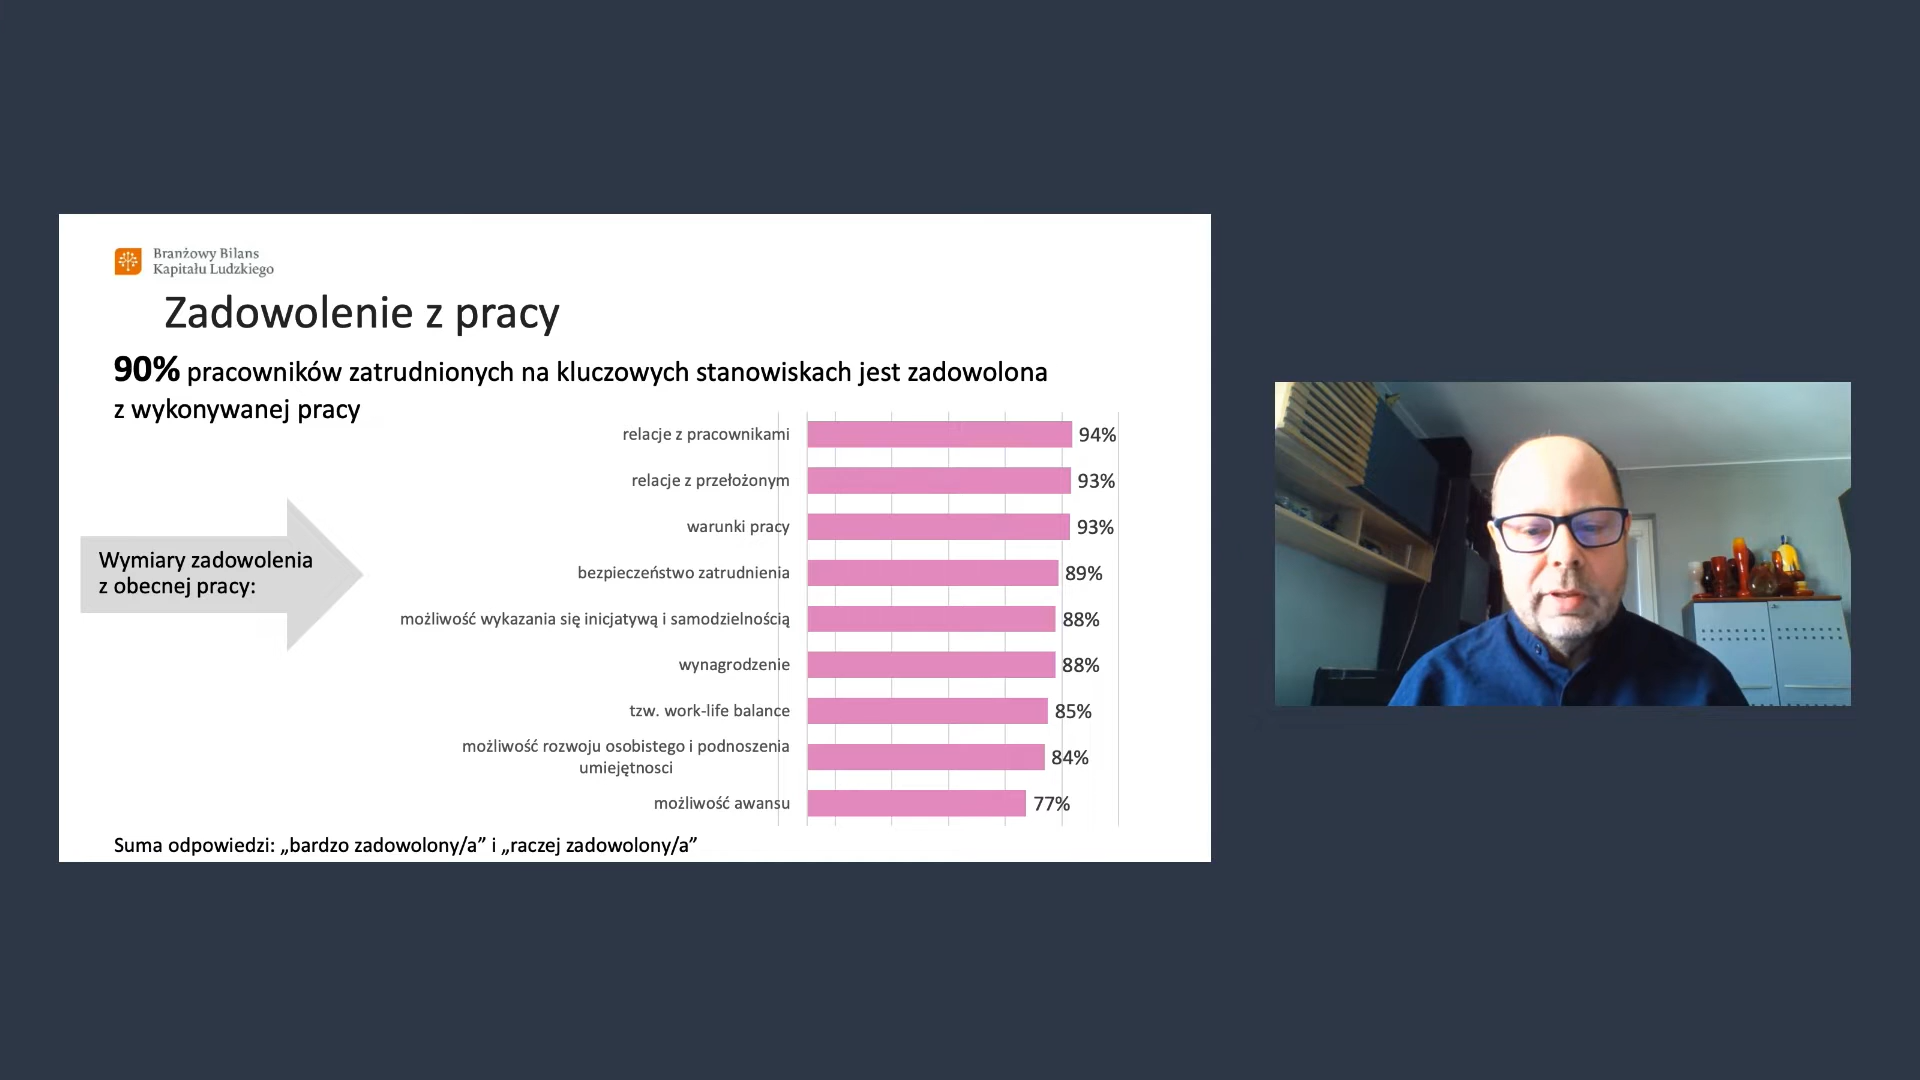 Branżowy Bilans
Kapitału Ludzkiego
Zadowolenie z pracy
90% pracowników zatrudnionych na kluczowych stanowiskach jest zadowolona
z wykonywanej pracy
Wymiary zadowolenia
z obecnej pracy:
relacje z pracownikami 94%
relacje z przełożonym 93%
warunki pracy 93%
bezpieczeństwo zatrudnienia 89%
możliwość wykazania się inicjatywą i samodzielnością 88%
wynagrodzenie 88%
tzw. work-life balance 85%
możliwość rozwoju osobistego i podnoszenia
umiejętnosci 84%
możliwość awansu 77%
Suma odpowiedzi: „bardzo zadowolony/a” i „raczej zadowolony/a”